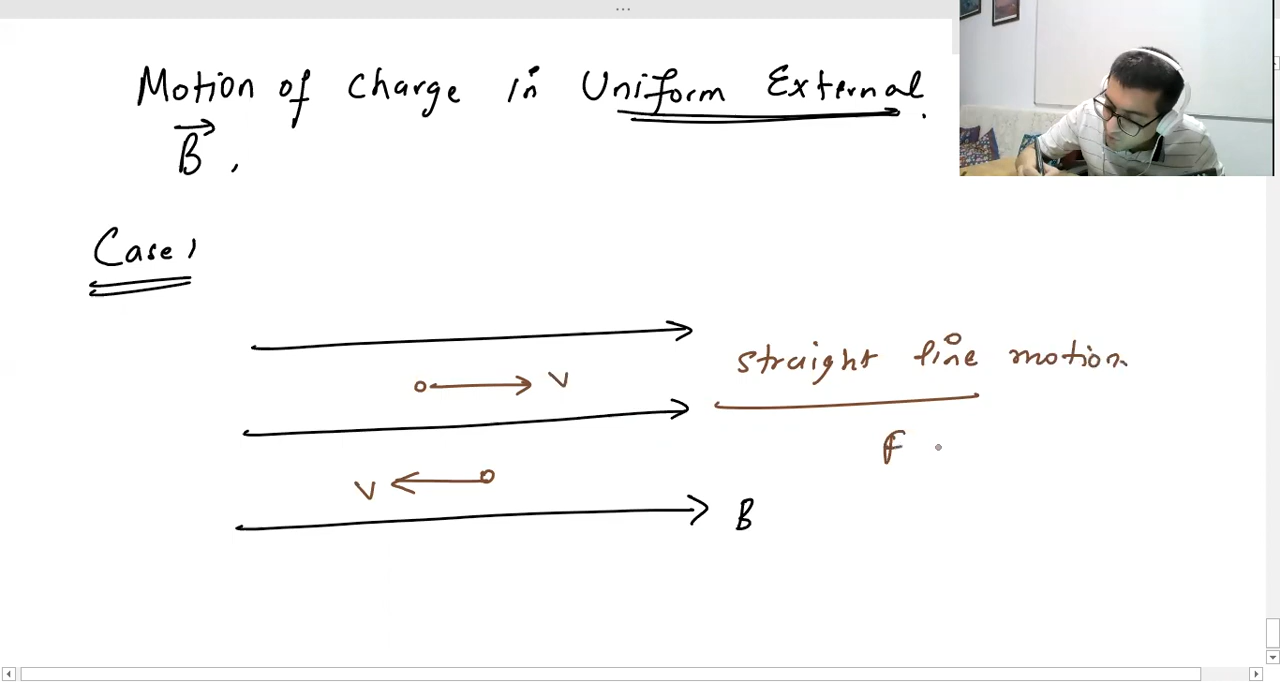 Motion of Charge in Uniform External.
B,
Case 1
straight line motion.
V
F
V
B